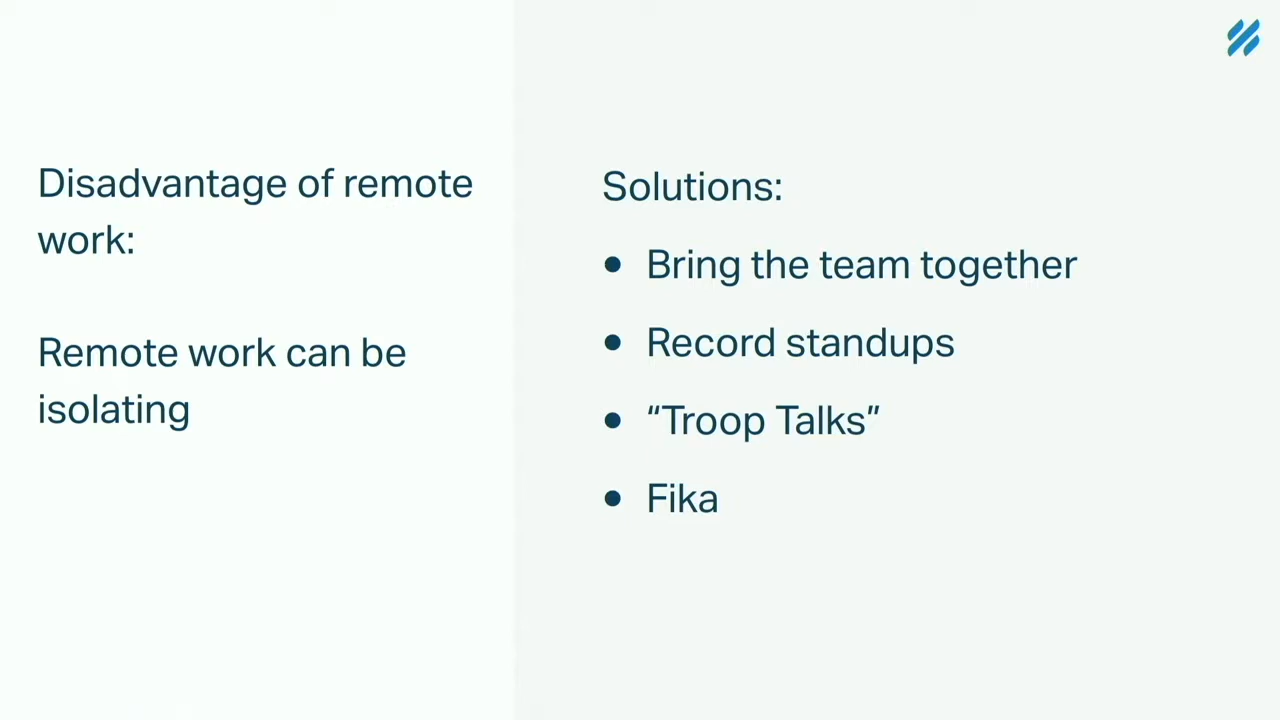 Disadvantage of remote
work:
Remote work can be
isolating
Solutions:
• Bring the team together
• Record standups
• “Troop Talks”
• Fika